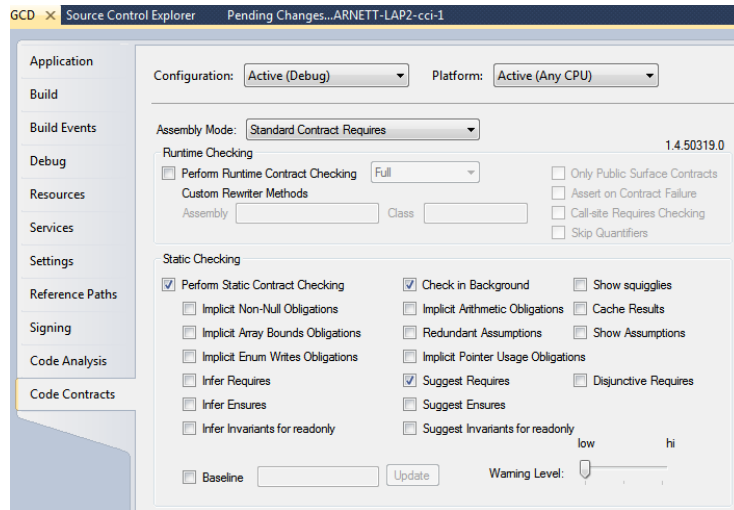 GCD Source Control Explorer Pending Changes...ARNETT-LAP2-cci-1
Application
Build
Build Events
Debug
Resources
Services
Settings
Reference Paths
Signing
Code Analysis
Code Contracts
Configuration: Active (Debug) Platform: Active (Any CPU)
Assembly Mode: Standard Contract Requires
1.4.50319.0
Runtime Checking
Perform Runtime Contract Checking Full Only Public Surface Contracts
Custom Rewriter Methods Assert on Contract Failure
Assembly Class Call-site Requires Checking
Skip Quantifiers
Static Checking
Perform Static Contract Checking Check in Background Show squigglies
Implicit Non-Null Obligations Implicit Arithmetic Obligations Cache Results
Implicit Array Bounds Obligations Redundant Assumptions Show Assumptions
Implicit Enum Writes Obligations Implicit Pointer Usage Obligations
Infer Requires Suggest Requires Disjunctive Requires
Infer Ensures Suggest Ensures
Infer Invariants for readonly Suggest Invariants for readonly
low hi
Baseline Update Warning Level: